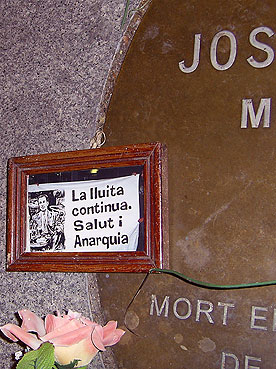 JOS
M
La lluita
continua.
Salut i
Anarquia
MORT E
DE